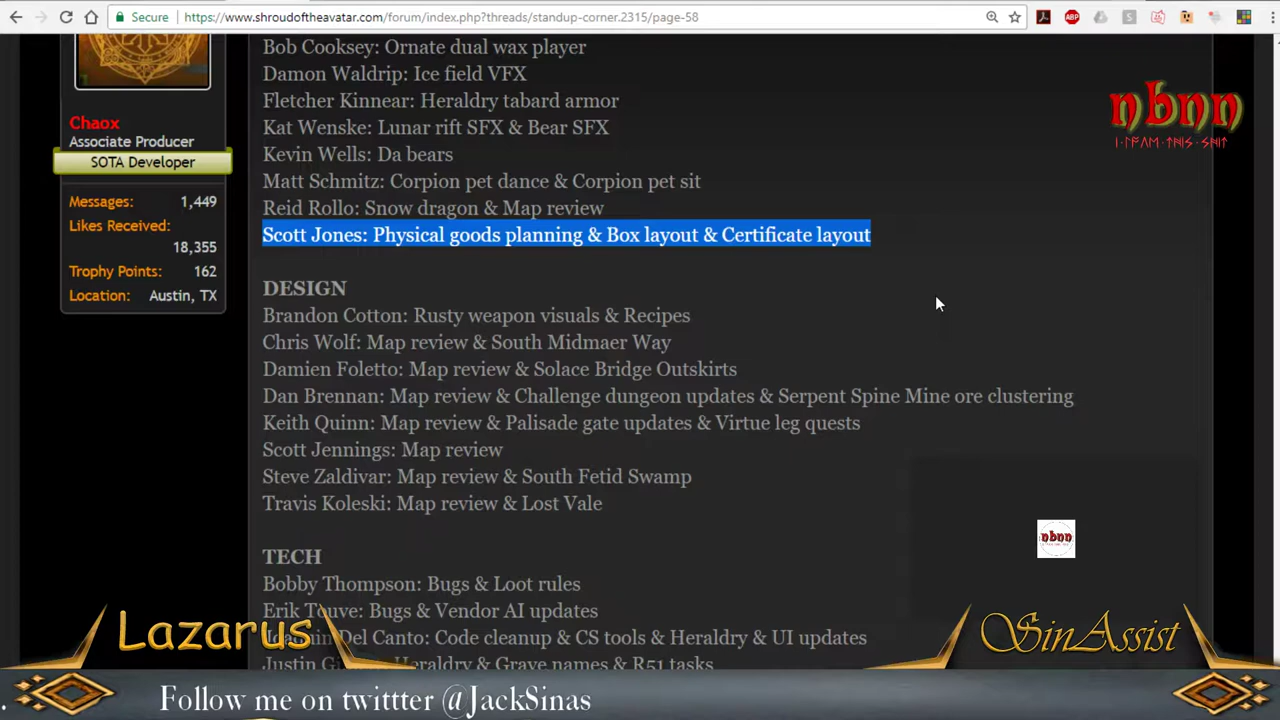 Secure https://www.shroudoftheavatar.com/forum/index.php?threads/standup-corner.2315/page-58
Bob Cooksey: Ornate dual wax player
Damon Waldrip: Ice field VFX
Fletcher Kinnear: Heraldry tabard armor
Kat Wenske: Lunar rift SFX & Bear SFX
Kevin Wells: Da bears
Matt Schmitz: Corpion pet dance & Corpion pet sit
Reid Rollo: Snow dragon & Map review
Scott Jones: Physical goods planning & Box layout & Certificate layout
Chaox
Associate Producer
SOTA Developer
Messages: 1,449
Likes Received:
18,355
Trophy Points: 162
Location: Austin, TX
nbnn
DESIGN
Brandon Cotton: Rusty weapon visuals & Recipes
Chris Wolf: Map review & South Midmaer Way
Damien Foletto: Map review & Solace Bridge Outskirts
Dan Brennan: Map review & Challenge dungeon updates & Serpent Spine Mine ore clustering
Keith Quinn: Map review & Palisade gate updates & Virtue leg quests
Scott Jennings: Map review
Steve Zaldivar: Map review & South Fetid Swamp
Travis Koleski: Map review & Lost Vale
nbnn
TECH
Bobby Thompson: Bugs & Loot rules
Erik Touve: Bugs & Vendor AI updates
Joaquin Del Canto: Code cleanup & CS tools & Heraldry & UI updates
Justin Heraldry & Grave names & R51 tasks
Lazarus
SinAssist
. Follow me on twittter @JackSinas